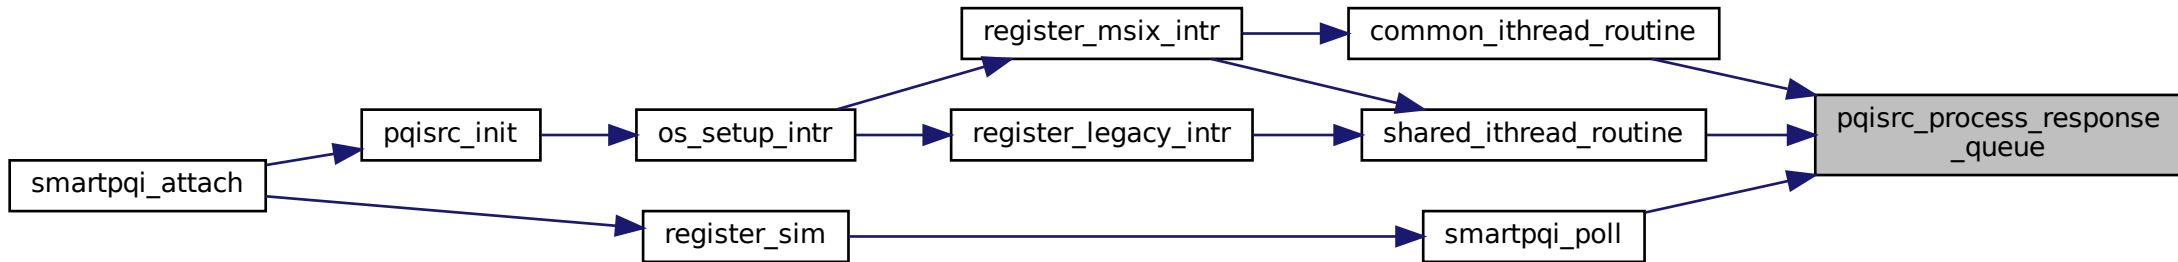 register_msix_intr
common_ithread_routine
pqisrc_process_response
_queue
pqisrc_init
os_setup_intr
register_legacy_intr
shared_ithread_routine
smartpqi_attach
register_sim
smartpqi_poll